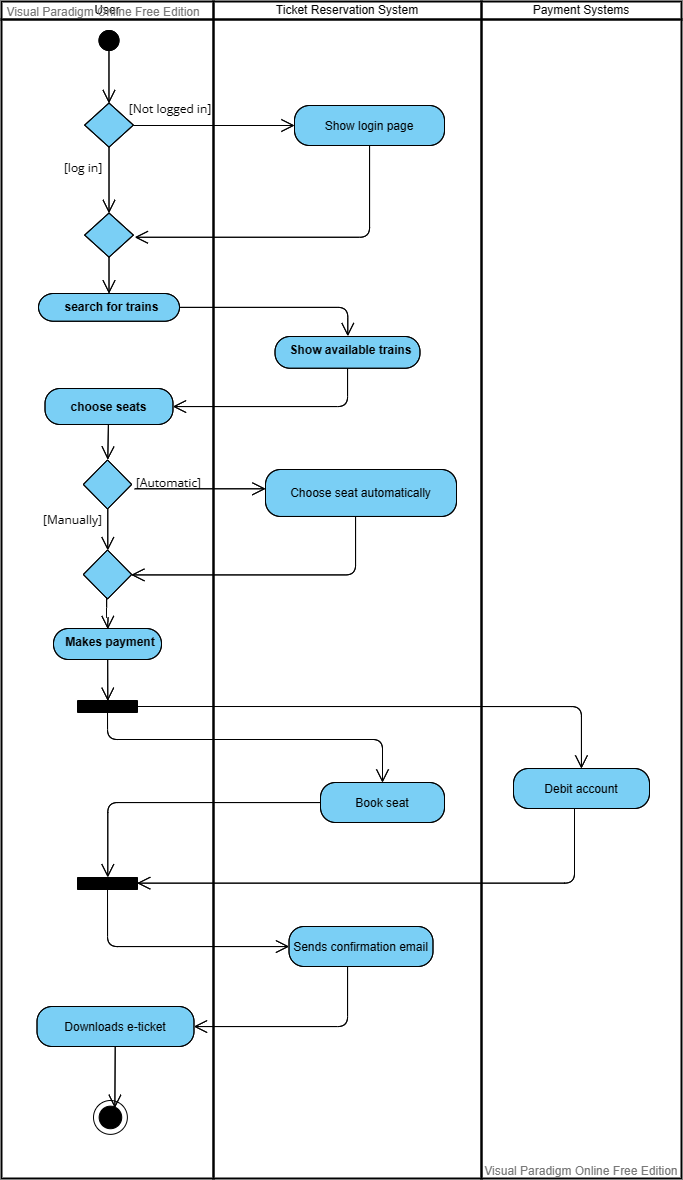 Visual Paradigm Online Free Edition
User
Ticket Reservation System
Payment Systems
[Not logged in]
Show login page
[log in]
search for trains
Show available trains
choose seats
[Automatic]
Choose seat automatically
[Manually]
Makes payment
Debit account
Book seat
Sends confirmation email
Downloads e-ticket
Visual Paradigm Online Free Edition